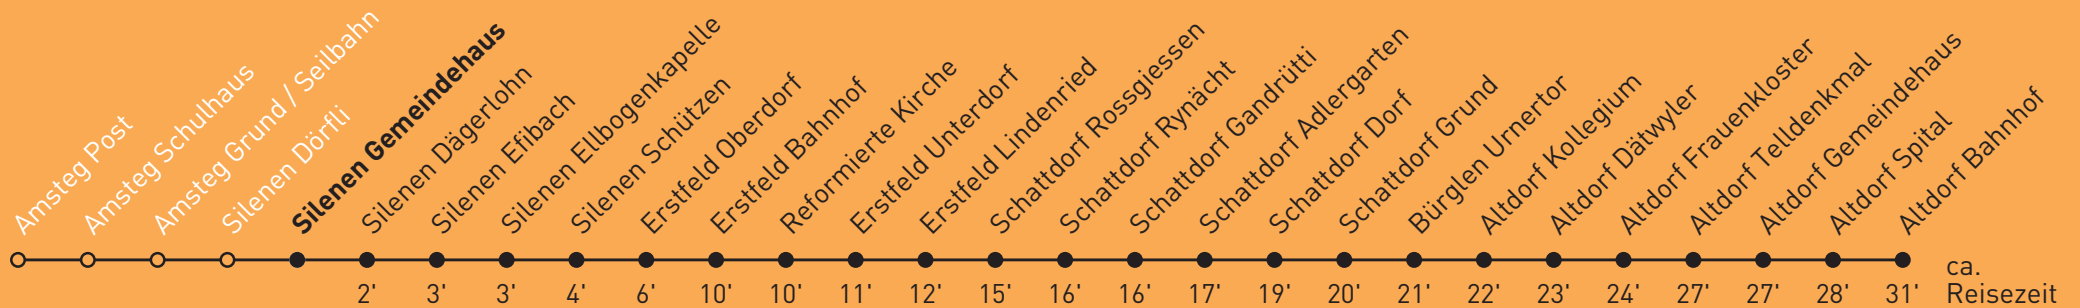 Amsteg Post
Amsteg Schulhaus
Amsteg Grund / Seilbahn
Silenen Dörfli
Silenen Gemeindehaus
Silenen Dägerlohn
Silenen Efibach
Silenen Ellbogenkapelle
Silenen Schützen
Erstfeld Oberdorf
Erstfeld Bahnhof
Reformierte Kirche
Erstfeld Unterdorf
Erstfeld Lindenried
Schattdorf Rossgiessen
Schattdorf Rynächt
Schattdorf Gandrütti
Schattdorf Adlergarten
Schattdorf Dorf
Schattdorf Grund
Bürglen Urnertor
Altdorf Kollegium
Altdorf Dätwyler
Altdorf Frauenkloster
Altdorf Telldenkmal
Altdorf Gemeindehaus
Altdorf Spital
Altdorf Bahnhof
2' 3' 3' 4' 6' 10' 10' 11' 12' 15' 16' 16' 17' 19' 20' 21' 22' 23' 24' 27' 27' 28' 31'
ca.
Reisezeit